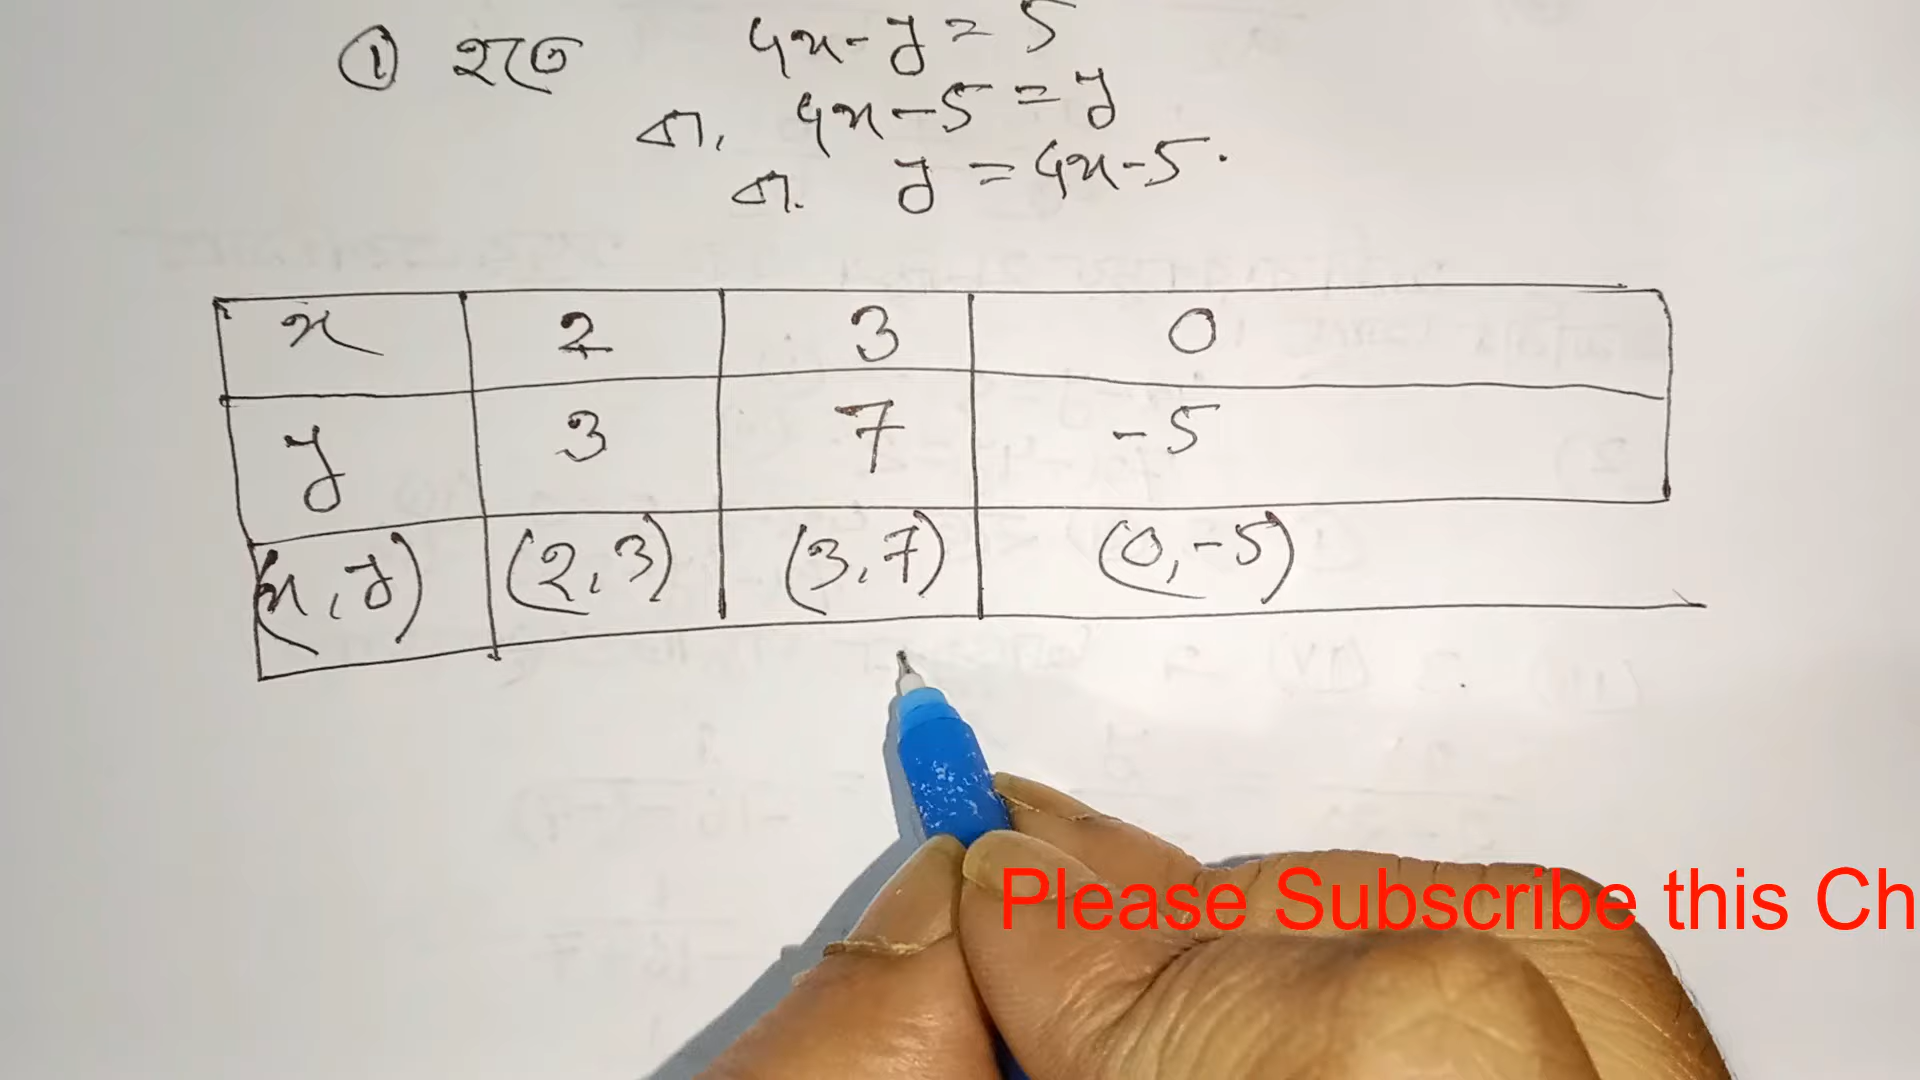 ① হতে 4x - y = 5
বা, 4x - 5 = y
বা. y = 4x - 5.
x 2 3 0
y 3 7 -5
(x, y) (2, 3) (3, 7) (0, -5)
Please Subscribe this Ch